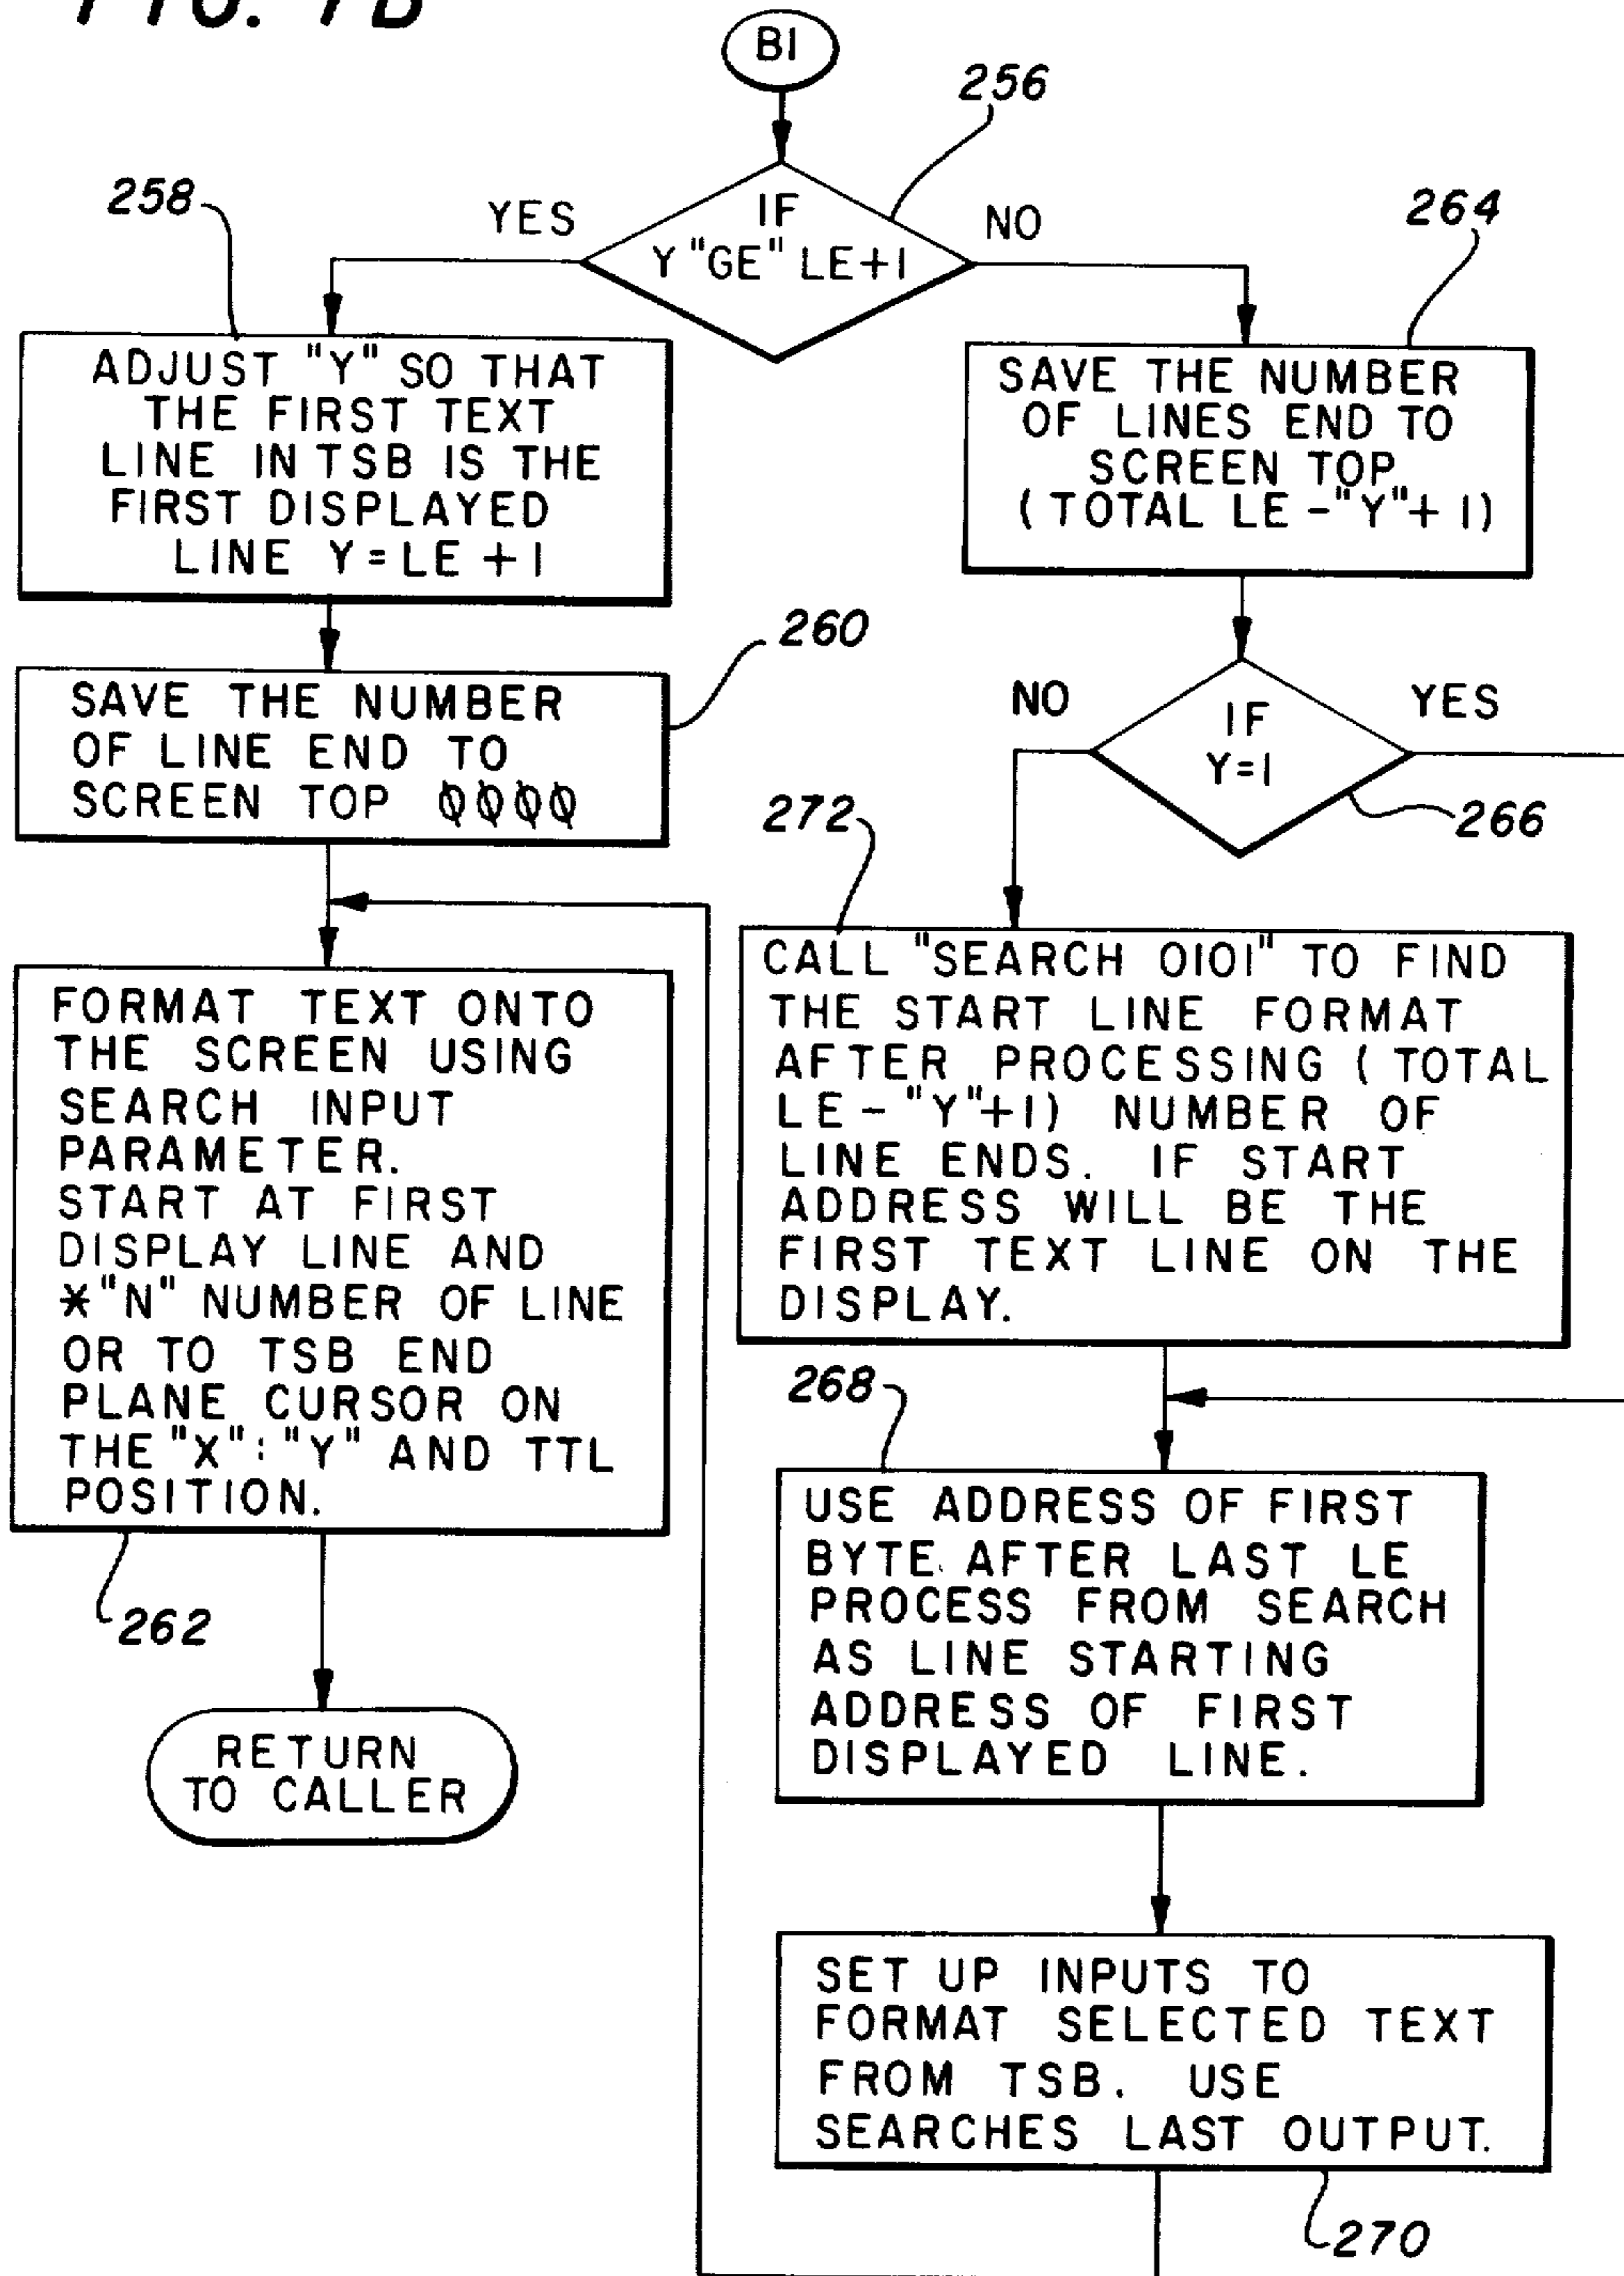 FIG. 7B
B1
256
IF
Y "GE" LE+1
YES
NO
258
ADJUST "Y" SO THAT
THE FIRST TEXT
LINE IN TSB IS THE
FIRST DISPLAYED
LINE Y=LE+1
264
SAVE THE NUMBER
OF LINES END TO
SCREEN TOP
(TOTAL LE-"Y"+1)
260
SAVE THE NUMBER
OF LINE END TO
SCREEN TOP 0000
NO
IF
Y=1
YES
266
272
CALL "SEARCH 0101" TO FIND
THE START LINE FORMAT
AFTER PROCESSING (TOTAL
LE-"Y"+1) NUMBER OF
LINE ENDS. IF START
ADDRESS WILL BE THE
FIRST TEXT LINE ON THE
DISPLAY.
FORMAT TEXT ONTO
THE SCREEN USING
SEARCH INPUT
PARAMETER.
START AT FIRST
DISPLAY LINE AND
*"N" NUMBER OF LINE
OR TO TSB END
PLANE CURSOR ON
THE "X":"Y" AND TTL
POSITION.
262
268
USE ADDRESS OF FIRST
BYTE AFTER LAST LE
PROCESS FROM SEARCH
AS LINE STARTING
ADDRESS OF FIRST
DISPLAYED LINE.
RETURN
TO CALLER
SET UP INPUTS TO
FORMAT SELECTED TEXT
FROM TSB. USE
SEARCHES LAST OUTPUT.
270